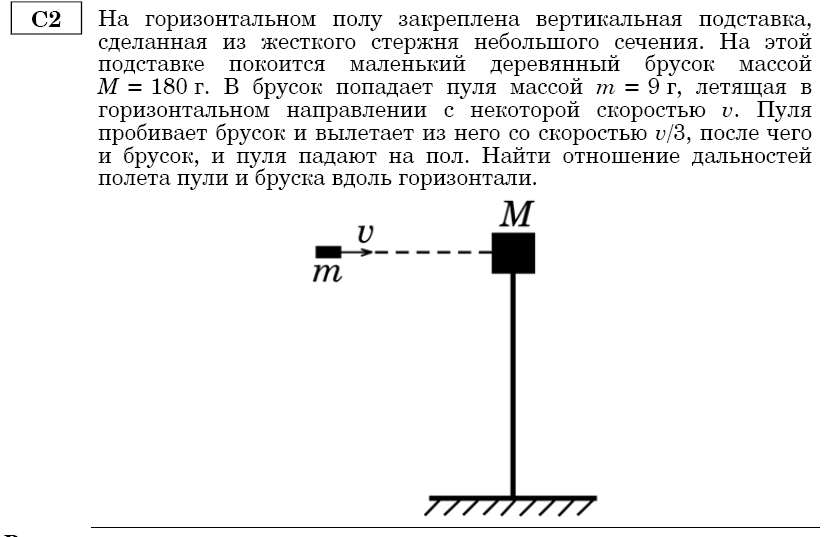 С2
На горизонтальном полу закреплена вертикальная подставка,
сделанная из жесткого стержня небольшого сечения. На этой
подставке покоится маленький деревянный брусок массой
M = 180 г. В брусок попадает пуля массой m = 9 г, летящая в
горизонтальном направлении с некоторой скоростью v. Пуля
пробивает брусок и вылетает из него со скоростью v/3, после чего
и брусок, и пуля падают на пол. Найти отношение дальностей
полета пули и бруска вдоль горизонтали.
M
v
m